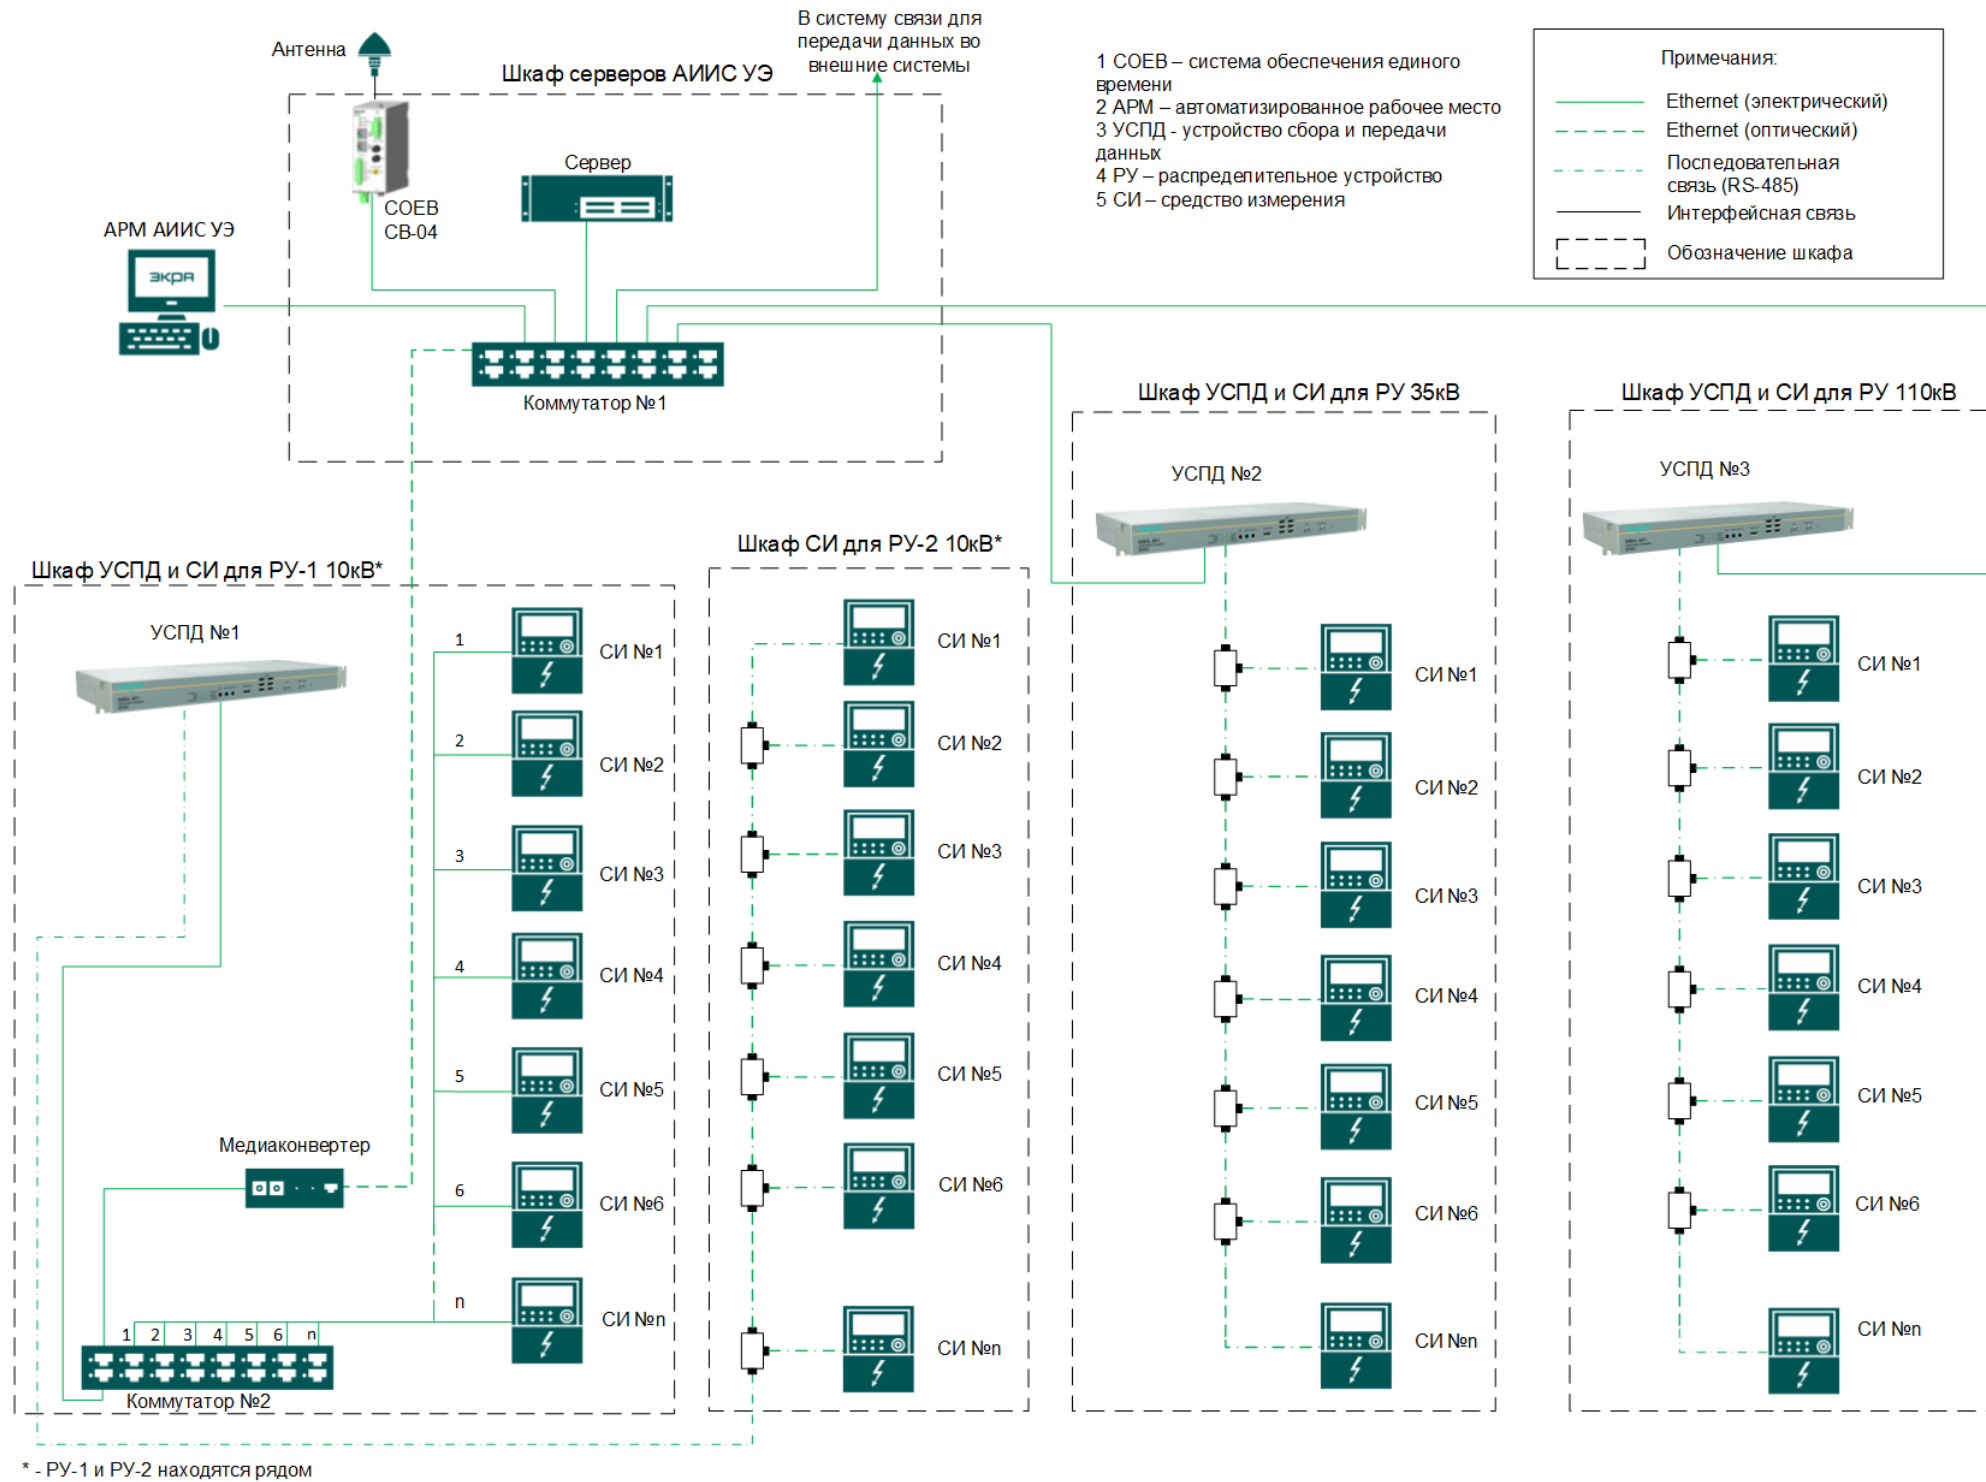 В систему связи для
передачи данных во
внешние системы
Антенна
Шкаф серверов АИИС УЭ
СОЕВ
СВ-04
Сервер
АРМ АИИС УЭ
ЭКРА
Коммутатор №1
1 СОЕВ – система обеспечения единого
времени
2 АРМ – автоматизированное рабочее место
3 УСПД - устройство сбора и передачи
данных
4 РУ – распределительное устройство
5 СИ – средство измерения
Примечания:
Ethernet (электрический)
Ethernet (оптический)
Последовательная
связь (RS-485)
Интерфейсная связь
Обозначение шкафа
Шкаф УСПД и СИ для РУ-1 10кВ*
УСПД №1
1
СИ №1
2
СИ №2
3
СИ №3
4
СИ №4
5
СИ №5
6
СИ №6
n
СИ №n
Медиаконвертер
1 2 3 4 5 6 n
Коммутатор №2
Шкаф СИ для РУ-2 10кВ*
СИ №1
СИ №2
СИ №3
СИ №4
СИ №5
СИ №6
СИ №n
Шкаф УСПД и СИ для РУ 35кВ
УСПД №2
СИ №1
СИ №2
СИ №3
СИ №4
СИ №5
СИ №6
СИ №n
Шкаф УСПД и СИ для РУ 110кВ
УСПД №3
СИ №1
СИ №2
СИ №3
СИ №4
СИ №5
СИ №6
СИ №n
* - РУ-1 и РУ-2 находятся рядом